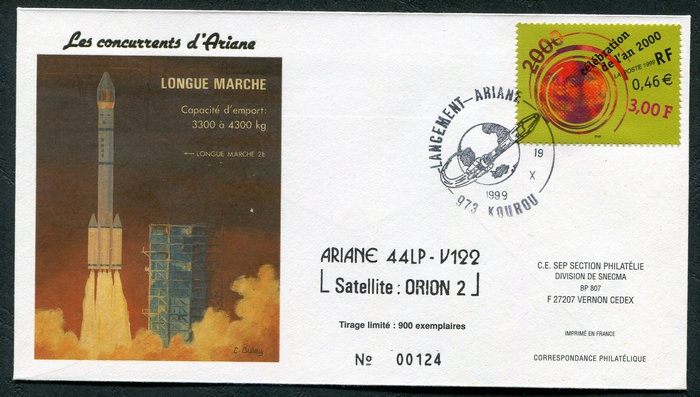 Les concurrents d'Ariane
LONGUE MARCHE
Capacité d'emport:
3300 à 4300 kg
LONGUE MARCHE 2E
2000
célébration
de l'an 2000
LA POSTE 1999 RF
0,46 €
3,00 F
LANCEMENT-ARIANE
19
X
1999
973 KOUROU
ARIANE 44LP - V122
Satellite : ORION 2
Tirage limité : 900 exemplaires
No 00124
C.E. SEP SECTION PHILATÉLIE
DIVISION DE SNECMA
BP 807
F 27207 VERNON CEDEX
IMPRIMÉ EN FRANCE
CORRESPONDANCE PHILATÉLIQUE